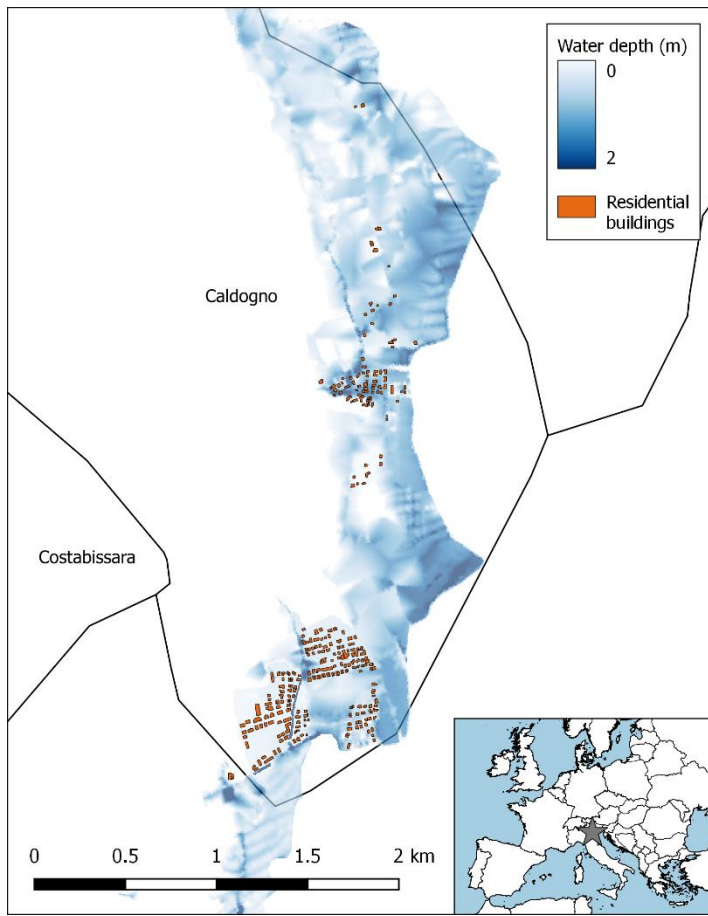 Water depth (m)
0
2
Residential
buildings
Caldogno
Costabissara
0 0.5 1 1.5 2 km